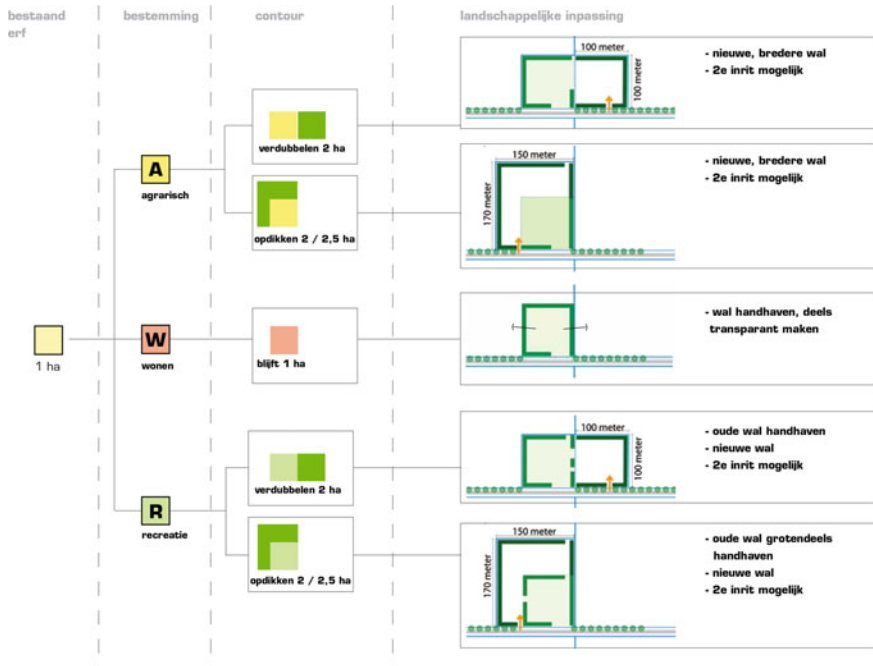 bestaand
erf
bestemming
contour
landschappelijke inpassing
100 meter
100 meter
- nieuwe, bredere wal
- 2e inrit mogelijk
verdubbelen 2 ha
A
agrarisch
150 meter
170 meter
- nieuwe, bredere wal
- 2e inrit mogelijk
opdikken 2 / 2,5 ha
1 ha
W
wonen
blijft 1 ha
- wal handhaven, deels
transparant maken
100 meter
100 meter
- oude wal handhaven
- nieuwe wal
- 2e inrit mogelijk
verdubbelen 2 ha
R
recreatie
150 meter
170 meter
- oude wal grotendeels
handhaven
- nieuwe wal
- 2e inrit mogelijk
opdikken 2 / 2,5 ha